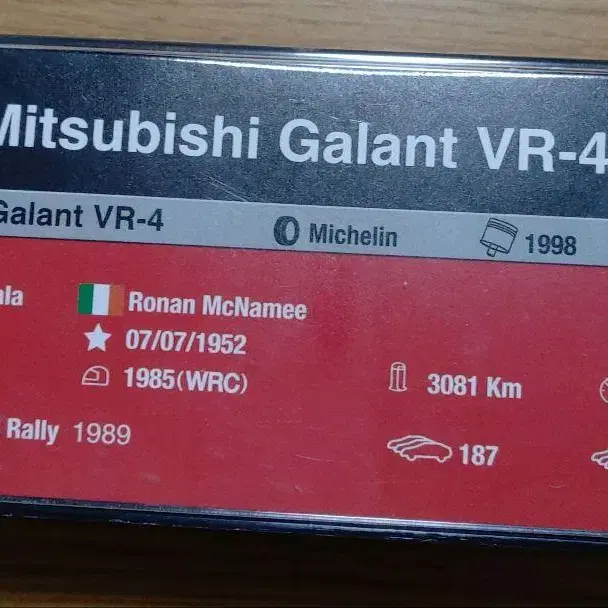 Mitsubishi Galant VR-4
Galant VR-4 Michelin 1998
Ronan McNamee
07/07/1952
1985(WRC) 3081 Km
Rally 1989
187